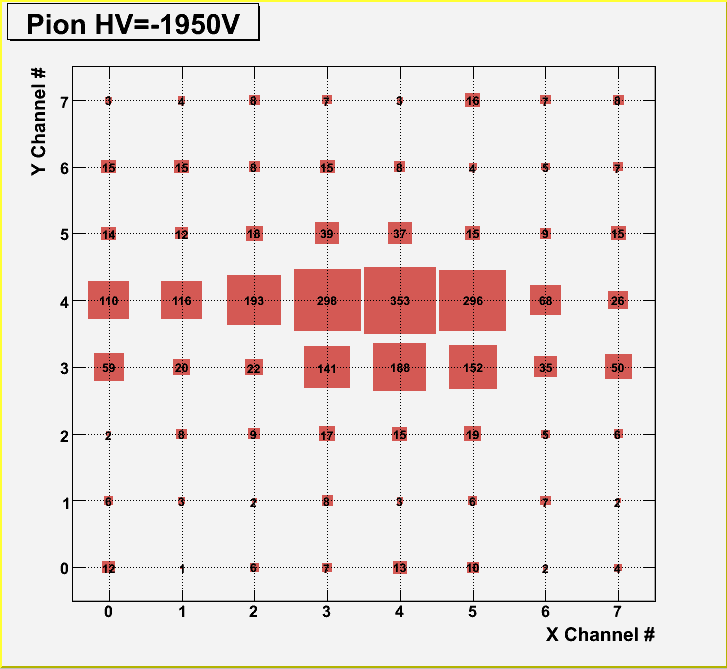 Pion HV=-1950V
Y Channel #
7 3 4 8 7 3 16 7 8
6 15 15 8 15 8 4 5 7
5 14 12 18 39 37 15 9 15
4 110 116 193 298 353 296 68 26
3 59 20 22 141 188 152 35 50
2 2 8 9 17 15 19 5 6
1 6 3 2 8 3 6 7 2
0 12 1 6 7 13 10 2 4
0 1 2 3 4 5 6 7
X Channel #